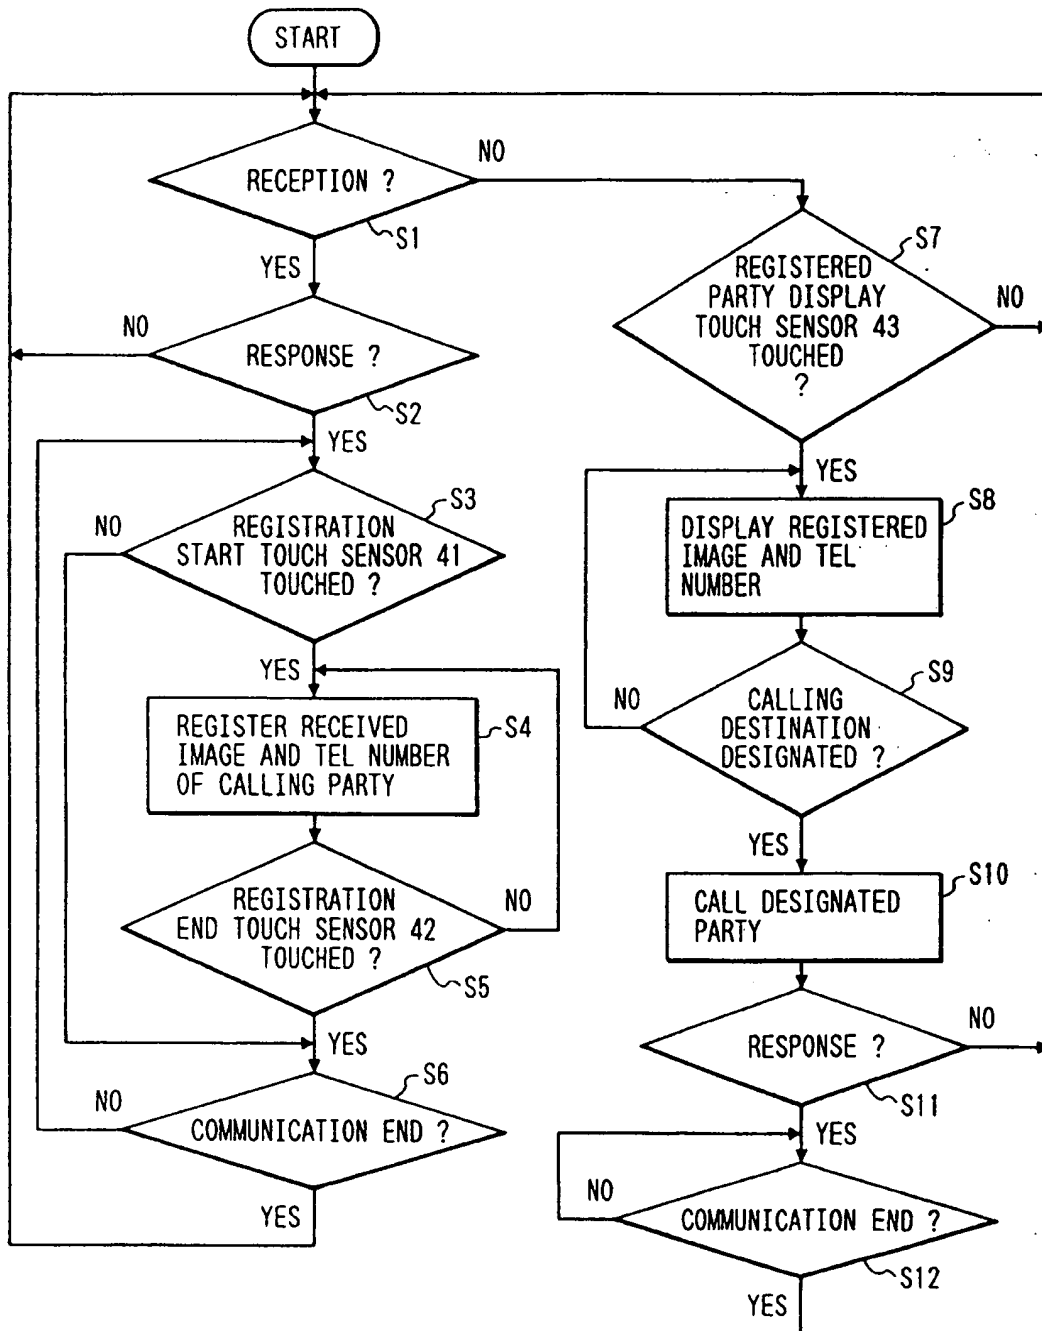 START
RECEPTION ?
NO
S1
YES
RESPONSE ?
NO
S2
YES
REGISTRATION
START TOUCH SENSOR 41
TOUCHED ?
S3
NO
YES
REGISTER RECEIVED
IMAGE AND TEL NUMBER
OF CALLING PARTY
S4
REGISTRATION
END TOUCH SENSOR 42
TOUCHED ?
NO
S5
YES
COMMUNICATION END ?
S6
NO
YES
REGISTERED
PARTY DISPLAY
TOUCH SENSOR 43
TOUCHED
?
S7
NO
YES
DISPLAY REGISTERED
IMAGE AND TEL
NUMBER
S8
CALLING
DESTINATION
DESIGNATED ?
S9
NO
YES
CALL DESIGNATED
PARTY
S10
RESPONSE ?
NO
S11
YES
COMMUNICATION END ?
NO
S12
YES